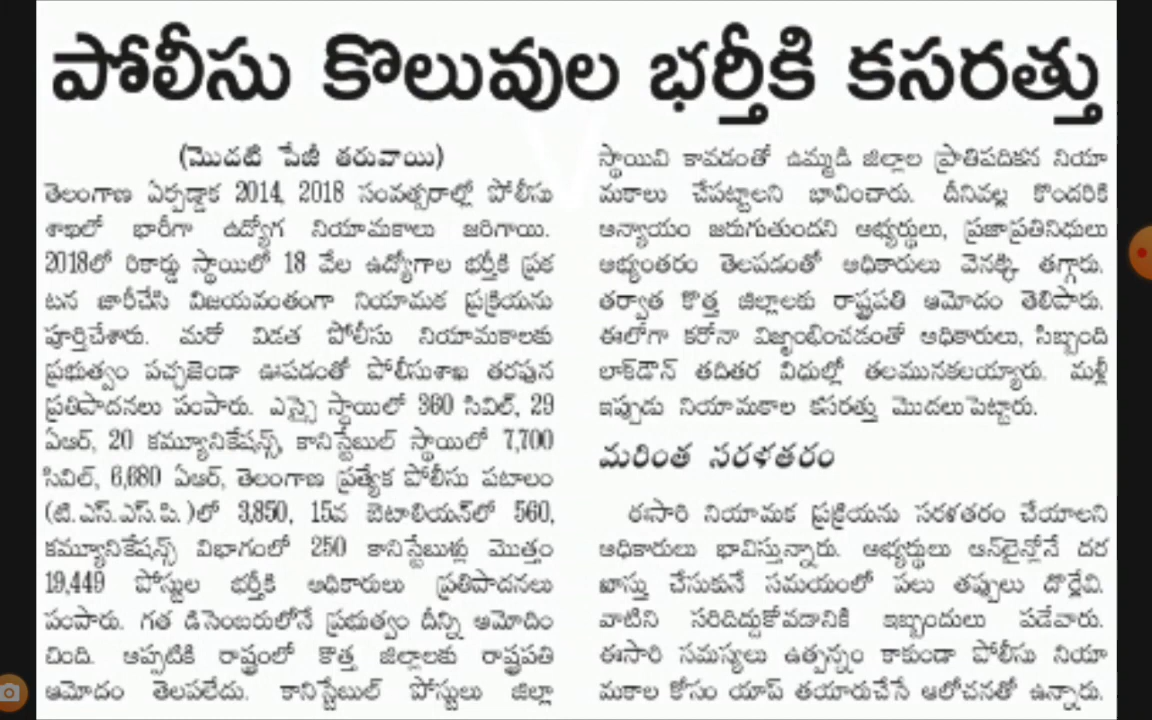 పోలీసు కొలువుల భర్తీకి కసరత్తు
(మొదటి పేజీ తరువాయి)
తెలంగాణ ఏర్పడ్డాక 2014, 2018 సంవత్సరాల్లో పోలీసు
శాఖలో భారీగా ఉద్యోగ నియామకాలు జరిగాయి.
2018లో రికార్డు స్థాయిలో 18 వేల ఉద్యోగాల భర్తీకి ప్రక
టన జారీచేసి విజయవంతంగా నియామక ప్రక్రియను
పూర్తిచేశారు. మరో విడత పోలీసు నియామకాలకు
ప్రభుత్వం పచ్చజెండా ఊపడంతో పోలీసుశాఖ తరఫున
ప్రతిపాదనలు పంపారు. ఎస్సై స్థాయిలో 360 సివిల్, 29
ఏఆర్, 20 కమ్యూనికేషన్స్, కానిస్టేబుల్ స్థాయిలో 7,700
సివిల్, 6,680 ఏఆర్, తెలంగాణ ప్రత్యేక పోలీసు పటాలం
(టి.ఎస్.ఎస్.పి.)లో 3,850, 15వ బెటాలియన్‌లో 560,
కమ్యూనికేషన్స్ విభాగంలో 250 కానిస్టేబుళ్లు మొత్తం
19,449 పోస్టుల భర్తీకి అధికారులు ప్రతిపాదనలు
పంపారు. గత డిసెంబరులోనే ప్రభుత్వం దీన్ని ఆమోదిం
చింది. అప్పటికి రాష్ట్రంలో కొత్త జిల్లాలకు రాష్ట్రపతి
ఆమోదం తెలపలేదు. కానిస్టేబుల్ పోస్టులు జిల్లా
స్థాయివి కావడంతో ఉమ్మడి జిల్లాల ప్రాతిపదికన నియా
మకాలు చేపట్టాలని భావించారు. దీనివల్ల కొందరికి
అన్యాయం జరుగుతుందని అభ్యర్థులు, ప్రజాప్రతినిధులు
అభ్యంతరం తెలపడంతో అధికారులు వెనక్కి తగ్గారు.
తర్వాత కొత్త జిల్లాలకు రాష్ట్రపతి ఆమోదం తెలిపారు.
ఈలోగా కరోనా విజృంభించడంతో అధికారులు, సిబ్బంది
లాక్‌డౌన్ తదితర విధుల్లో తలమునకలయ్యారు. మళ్లీ
ఇప్పుడు నియామకాల కసరత్తు మొదలుపెట్టారు.
మరింత సరళతరం
ఈసారి నియామక ప్రక్రియను సరళతరం చేయాలని
అధికారులు భావిస్తున్నారు. అభ్యర్థులు ఆన్‌లైన్లోనే దర
ఖాస్తు చేసుకునే సమయంలో పలు తప్పులు దొర్లేవి.
వాటిని సరిదిద్దుకోవడానికి ఇబ్బందులు పడేవారు.
ఈసారి సమస్యలు ఉత్పన్నం కాకుండా పోలీసు నియా
మకాల కోసం యాప్ తయారుచేసే ఆలోచనతో ఉన్నారు.